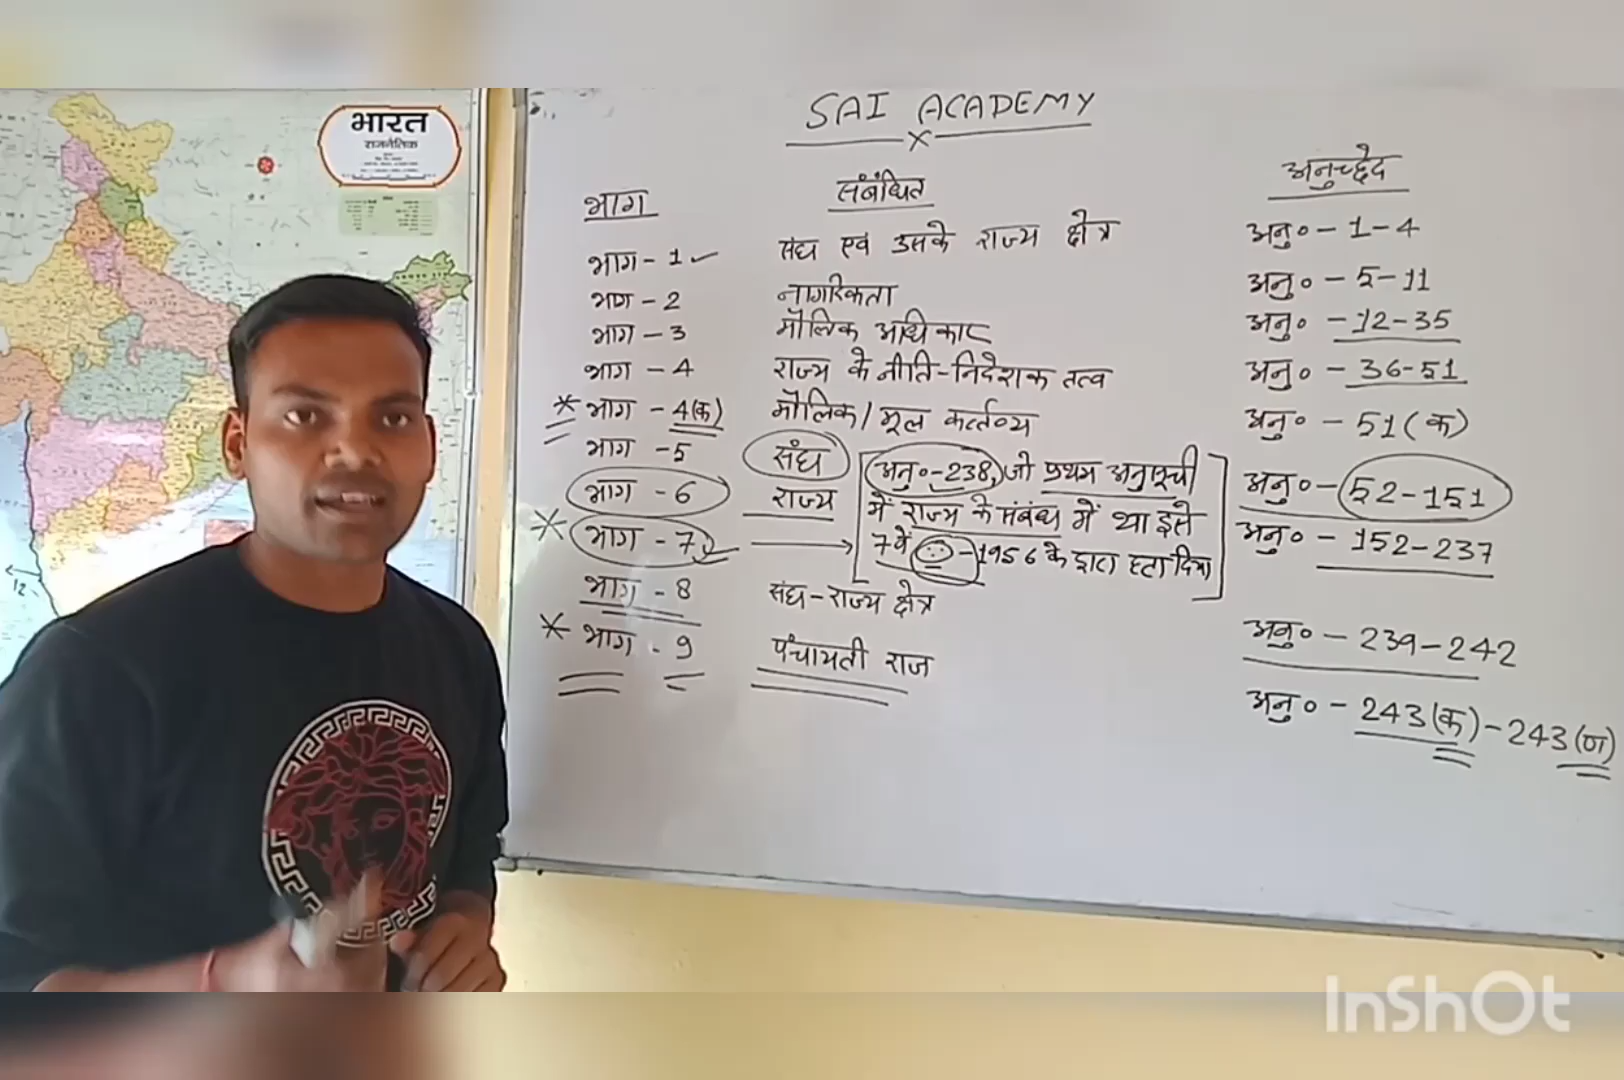 SAI ACADEMY
भारत
राजनैतिक
भाग संबंधित अनुच्छेद
भाग - 1 संघ एवं उसके राज्य क्षेत्र अनु० - 1-4
भाग - 2 नागरिकता अनु० - 5-11
भाग - 3 मौलिक अधिकार अनु० - 12-35
भाग - 4 राज्य के नीति-निदेशक तत्व अनु० - 36-51
* भाग - 4(क) मौलिक/मूल कर्त्तव्य अनु० - 51(क)
भाग - 5 संघ अनु० - 52-151
भाग - 6 राज्य अनु० - 152-237
* भाग - 7
अनु०-238, जो प्रथम अनुसूची
में राज्य के संबंध में था इसे
7वें - 1956 के द्वारा हटा दिया
भाग - 8 संघ-राज्य क्षेत्र अनु० - 239-242
* भाग - 9 पंचायती राज अनु० - 243(क)-243(ण)
12
InShOt